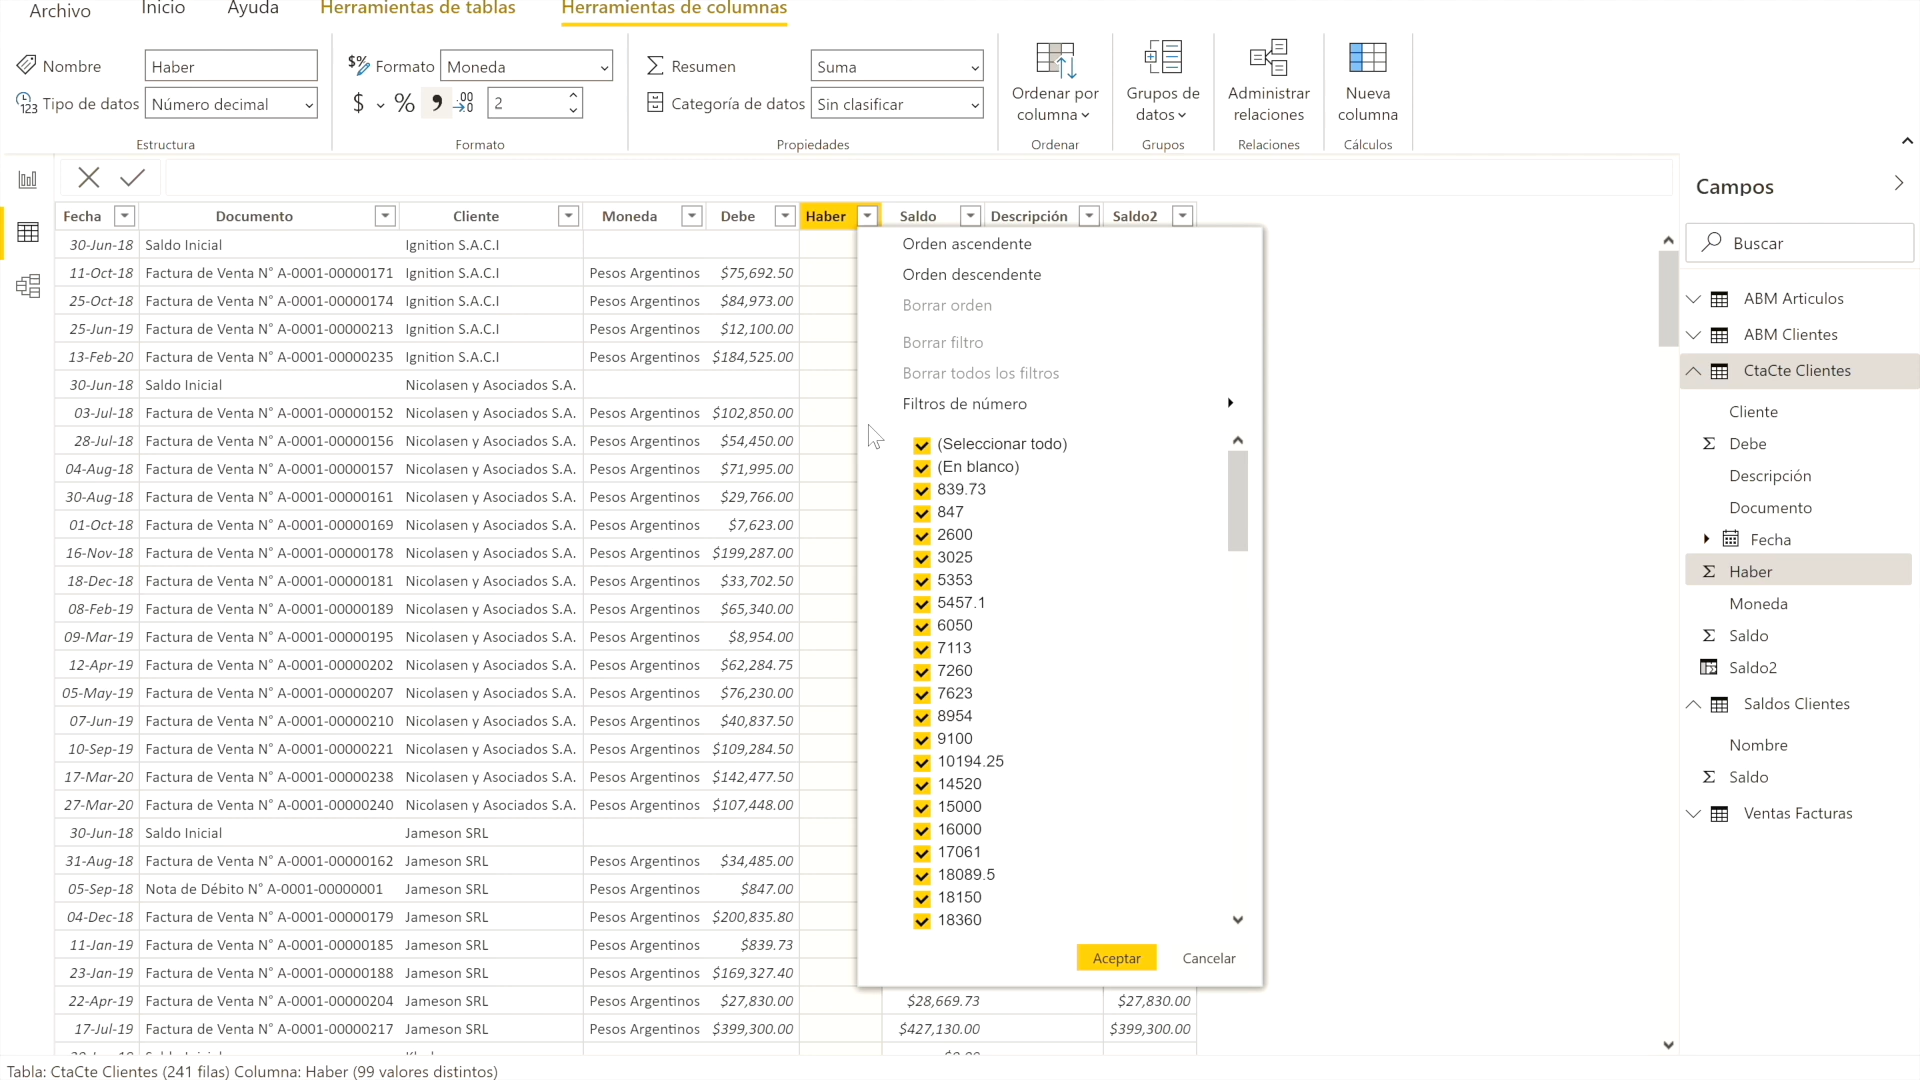 Archivo Inicio Ayuda Herramientas de tablas Herramientas de columnas
Nombre Haber
Tipo de datos Número decimal
Estructura
Formato Moneda
$ % 9 .00 →0 2
Formato
Resumen Suma
Categoría de datos Sin clasificar
Propiedades
Ordenar por
columna
Ordenar
Grupos de
datos
Grupos
Administrar
relaciones
Relaciones
Nueva
columna
Cálculos
Fecha Documento Cliente Moneda Debe Haber Saldo Descripción Saldo2
30-Jun-18 Saldo Inicial Ignition S.A.C.I
11-Oct-18 Factura de Venta N° A-0001-00000171 Ignition S.A.C.I Pesos Argentinos $75,692.50
25-Oct-18 Factura de Venta N° A-0001-00000174 Ignition S.A.C.I Pesos Argentinos $84,973.00
25-Jun-19 Factura de Venta N° A-0001-00000213 Ignition S.A.C.I Pesos Argentinos $12,100.00
13-Feb-20 Factura de Venta N° A-0001-00000235 Ignition S.A.C.I Pesos Argentinos $184,525.00
30-Jun-18 Saldo Inicial Nicolasen y Asociados S.A.
03-Jul-18 Factura de Venta N° A-0001-00000152 Nicolasen y Asociados S.A. Pesos Argentinos $102,850.00
28-Jul-18 Factura de Venta N° A-0001-00000156 Nicolasen y Asociados S.A. Pesos Argentinos $54,450.00
04-Aug-18 Factura de Venta N° A-0001-00000157 Nicolasen y Asociados S.A. Pesos Argentinos $71,995.00
30-Aug-18 Factura de Venta N° A-0001-00000161 Nicolasen y Asociados S.A. Pesos Argentinos $29,766.00
01-Oct-18 Factura de Venta N° A-0001-00000169 Nicolasen y Asociados S.A. Pesos Argentinos $7,623.00
16-Nov-18 Factura de Venta N° A-0001-00000178 Nicolasen y Asociados S.A. Pesos Argentinos $199,287.00
18-Dec-18 Factura de Venta N° A-0001-00000181 Nicolasen y Asociados S.A. Pesos Argentinos $33,702.50
08-Feb-19 Factura de Venta N° A-0001-00000189 Nicolasen y Asociados S.A. Pesos Argentinos $65,340.00
09-Mar-19 Factura de Venta N° A-0001-00000195 Nicolasen y Asociados S.A. Pesos Argentinos $8,954.00
12-Apr-19 Factura de Venta N° A-0001-00000202 Nicolasen y Asociados S.A. Pesos Argentinos $62,284.75
05-May-19 Factura de Venta N° A-0001-00000207 Nicolasen y Asociados S.A. Pesos Argentinos $76,230.00
07-Jun-19 Factura de Venta N° A-0001-00000210 Nicolasen y Asociados S.A. Pesos Argentinos $40,837.50
10-Sep-19 Factura de Venta N° A-0001-00000221 Nicolasen y Asociados S.A. Pesos Argentinos $109,284.50
17-Mar-20 Factura de Venta N° A-0001-00000238 Nicolasen y Asociados S.A. Pesos Argentinos $142,477.50
27-Mar-20 Factura de Venta N° A-0001-00000240 Nicolasen y Asociados S.A. Pesos Argentinos $107,448.00
30-Jun-18 Saldo Inicial Jameson SRL
31-Aug-18 Factura de Venta N° A-0001-00000162 Jameson SRL Pesos Argentinos $34,485.00
05-Sep-18 Nota de Débito N° A-0001-00000001 Jameson SRL Pesos Argentinos $847.00
04-Dec-18 Factura de Venta N° A-0001-00000179 Jameson SRL Pesos Argentinos $200,835.80
11-Jan-19 Factura de Venta N° A-0001-00000185 Jameson SRL Pesos Argentinos $839.73
23-Jan-19 Factura de Venta N° A-0001-00000188 Jameson SRL Pesos Argentinos $169,327.40
22-Apr-19 Factura de Venta N° A-0001-00000204 Jameson SRL Pesos Argentinos $27,830.00 $28,669.73 $27,830.00
17-Jul-19 Factura de Venta N° A-0001-00000217 Jameson SRL Pesos Argentinos $399,300.00 $427,130.00 $399,300.00
Orden ascendente
Orden descendente
Borrar orden
Borrar filtro
Borrar todos los filtros
Filtros de número
(Seleccionar todo)
(En blanco)
839.73
847
2600
3025
5353
5457.1
6050
7113
7260
7623
8954
9100
10194.25
14520
15000
16000
17061
18089.5
18150
18360
Aceptar Cancelar
Campos
Buscar
ABM Articulos
ABM Clientes
CtaCte Clientes
Cliente
Σ Debe
Descripción
Documento
Fecha
Σ Haber
Moneda
Σ Saldo
Saldo2
Saldos Clientes
Nombre
Σ Saldo
Ventas Facturas
Tabla: CtaCte Clientes (241 filas) Columna: Haber (99 valores distintos)